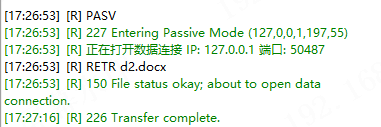 [17:26:53] [R] PASV
[17:26:53] [R] 227 Entering Passive Mode (127,0,0,1,197,55)
[17:26:53] [R] 正在打开数据连接 IP: 127.0.0.1 端口: 50487
[17:26:53] [R] RETR d2.docx
[17:26:53] [R] 150 File status okay; about to open data
connection.
[17:27:16] [R] 226 Transfer complete.